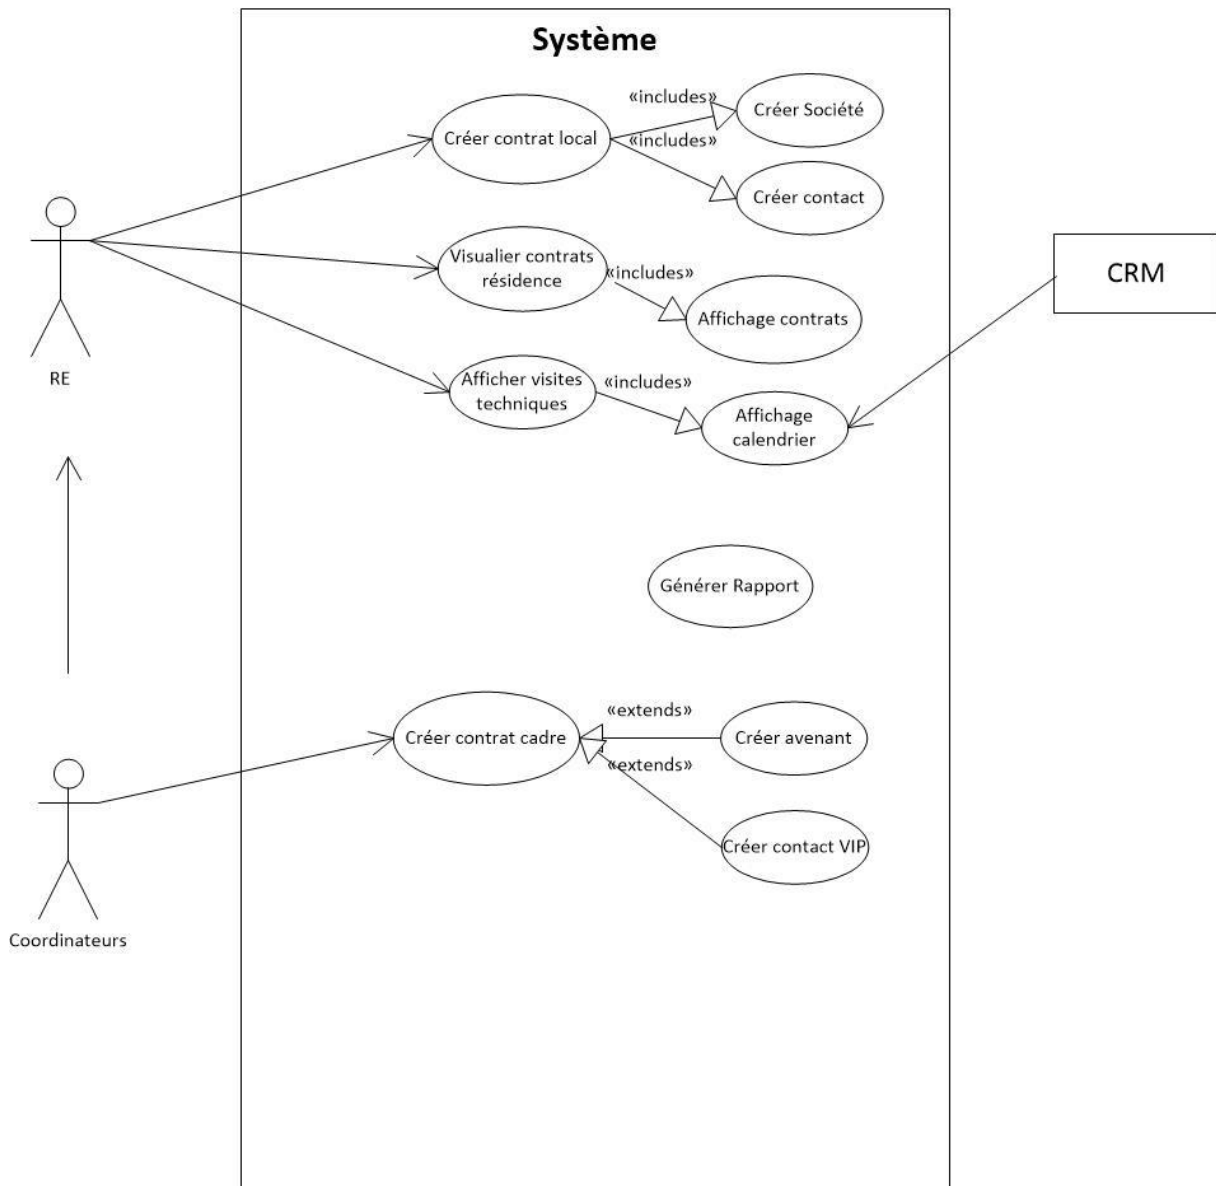 Système
«includes»
Créer Société
Créer contrat local
«includes»
Créer contact
Visualier contrats
résidence
«includes»
CRM
Affichage contrats
RE
Afficher visites
techniques
«includes»
Affichage
calendrier
Générer Rapport
«extends»
Créer contrat cadre
Créer avenant
«extends»
Créer contact VIP
Coordinateurs